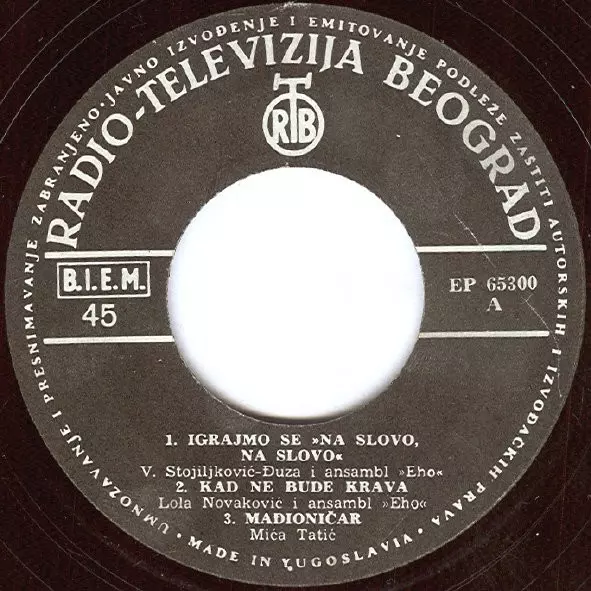 UMNOZAVANJE I PRESNIMAVANJE ZABRANJENO·JAVNO IZVOĐENJE I EMITOVANJE PODLEŽE ZAŠTITI AUTORSKIH I IZVOĐAČKIH PRAVA · MADE IN YUGOSLAVIA ·
RADIO-TELEVIZIJA BEOGRAD
RTB
B.I.E.M.
45
EP 65300
A
1. IGRAJMO SE »NA SLOVO,
NA SLOVO«
V. Stojiljković-Đuza i ansambl »Eho«
2. KAD NE BUDE KRAVA
Lola Novaković i ansambl »Eho«
3. MAĐIONIČAR
Mića Tatić